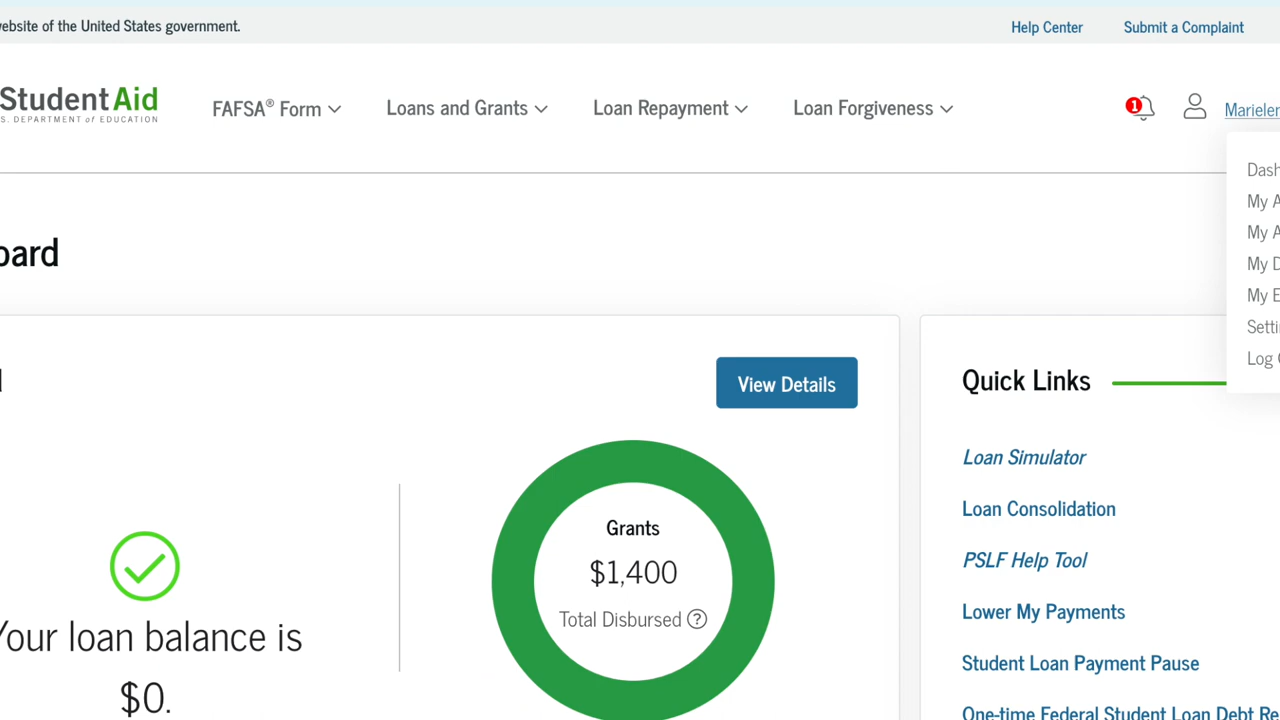 website of the United States government.
Help Center
Submit a Complaint
StudentAid
S. DEPARTMENT of EDUCATION
FAFSA® Form
Loans and Grants
Loan Repayment
Loan Forgiveness
1
Marieler
Dash
My A
My A
My D
My E
Setti
Log
oard
View Details
Quick Links
Grants
$1,400
Total Disbursed ?
Your loan balance is
$0.
Loan Simulator
Loan Consolidation
PSLF Help Tool
Lower My Payments
Student Loan Payment Pause
One-time Federal Student Loan Debt Re